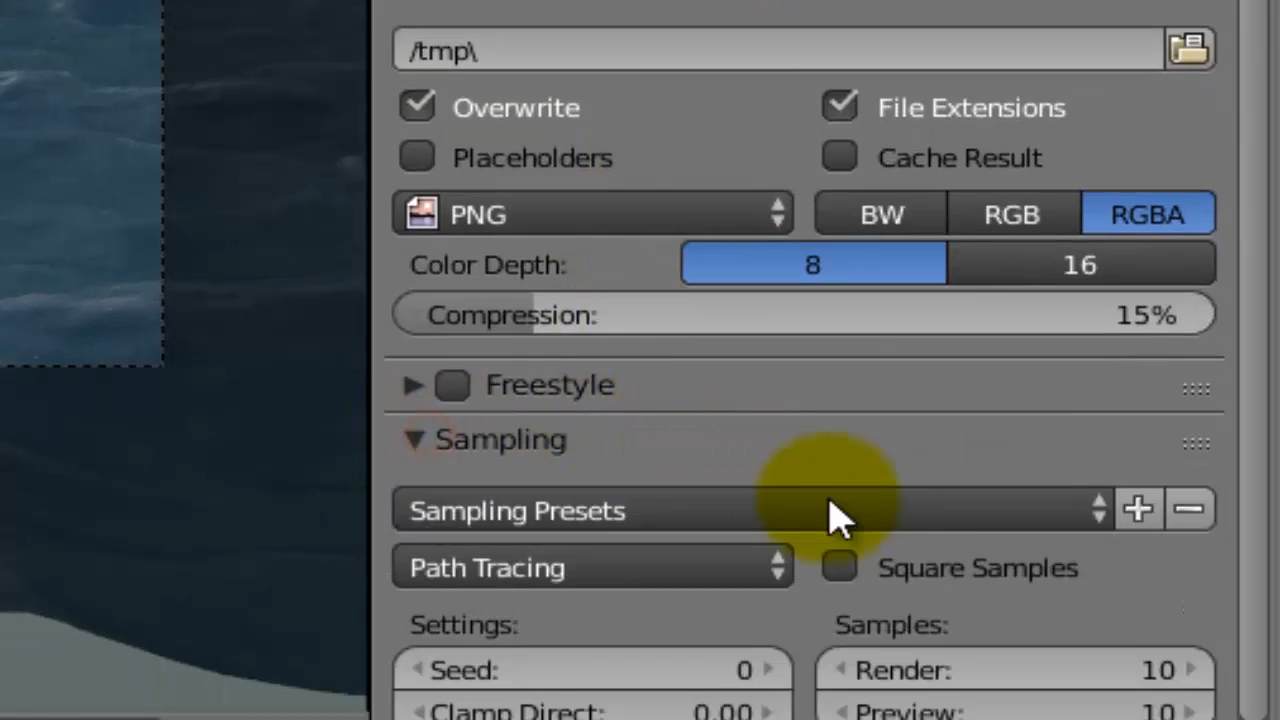 /tmp\
Overwrite File Extensions
Placeholders Cache Result
PNG BW RGB RGBA
Color Depth: 8 16
Compression: 15%
Freestyle
Sampling
Sampling Presets
Path Tracing Square Samples
Settings: Samples:
Seed: 0 Render: 10
Clamp Direct: 0.00 Preview: 10